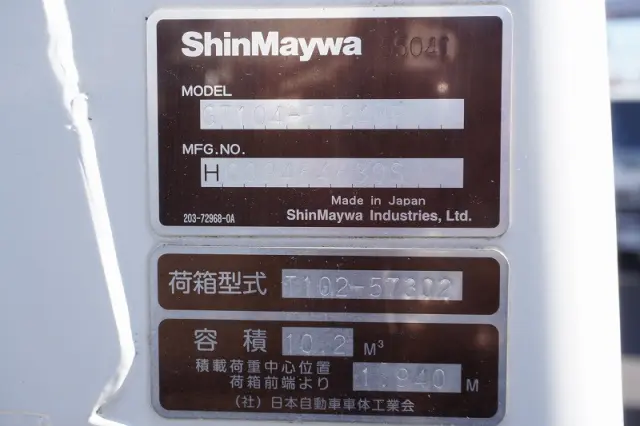 ShinMaywa
MODEL
MFG.NO.
H
Made in Japan
203-72968-0A ShinMaywa Industries, Ltd.
荷箱型式 T102-57302
容積 10.2 M³
積載荷重中心位置
荷箱前端より 1.940 M
(社)日本自動車車体工業会